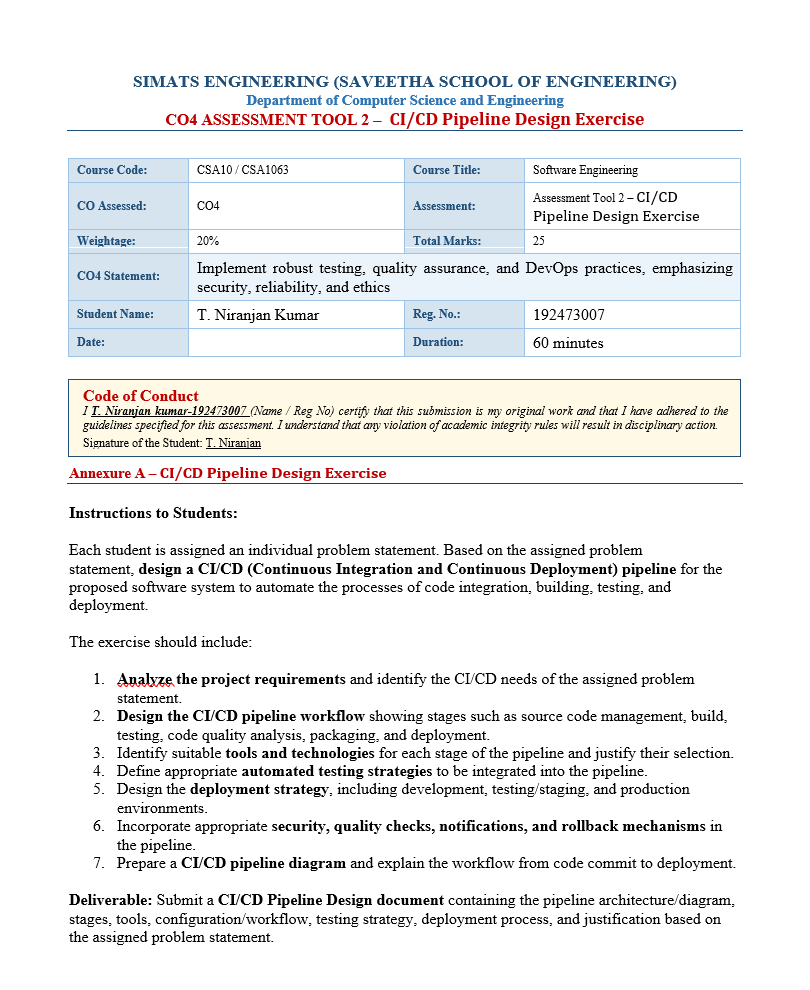 SIMATS ENGINEERING (SAVEETHA SCHOOL OF ENGINEERING)
Department of Computer Science and Engineering
CO4 ASSESSMENT TOOL 2 – CI/CD Pipeline Design Exercise
Course Code: CSA10 / CSA1063 Course Title: Software Engineering
CO Assessed: CO4 Assessment: Assessment Tool 2 – CI/CD
Pipeline Design Exercise
Weightage: 20% Total Marks: 25
CO4 Statement: Implement robust testing, quality assurance, and DevOps practices, emphasizing
security, reliability, and ethics
Student Name: T. Niranjan Kumar Reg. No.: 192473007
Date: Duration: 60 minutes
Code of Conduct
I T. Niranjan kumar-192473007 (Name / Reg No) certify that this submission is my original work and that I have adhered to the
guidelines specified for this assessment. I understand that any violation of academic integrity rules will result in disciplinary action.
Signature of the Student: T. Niranjan
Annexure A – CI/CD Pipeline Design Exercise
Instructions to Students:
Each student is assigned an individual problem statement. Based on the assigned problem
statement, design a CI/CD (Continuous Integration and Continuous Deployment) pipeline for the
proposed software system to automate the processes of code integration, building, testing, and
deployment.
The exercise should include:
1. Analyze the project requirements and identify the CI/CD needs of the assigned problem
statement.
2. Design the CI/CD pipeline workflow showing stages such as source code management, build,
testing, code quality analysis, packaging, and deployment.
3. Identify suitable tools and technologies for each stage of the pipeline and justify their selection.
4. Define appropriate automated testing strategies to be integrated into the pipeline.
5. Design the deployment strategy, including development, testing/staging, and production
environments.
6. Incorporate appropriate security, quality checks, notifications, and rollback mechanisms in
the pipeline.
7. Prepare a CI/CD pipeline diagram and explain the workflow from code commit to deployment.
Deliverable: Submit a CI/CD Pipeline Design document containing the pipeline architecture/diagram,
stages, tools, configuration/workflow, testing strategy, deployment process, and justification based on
the assigned problem statement.